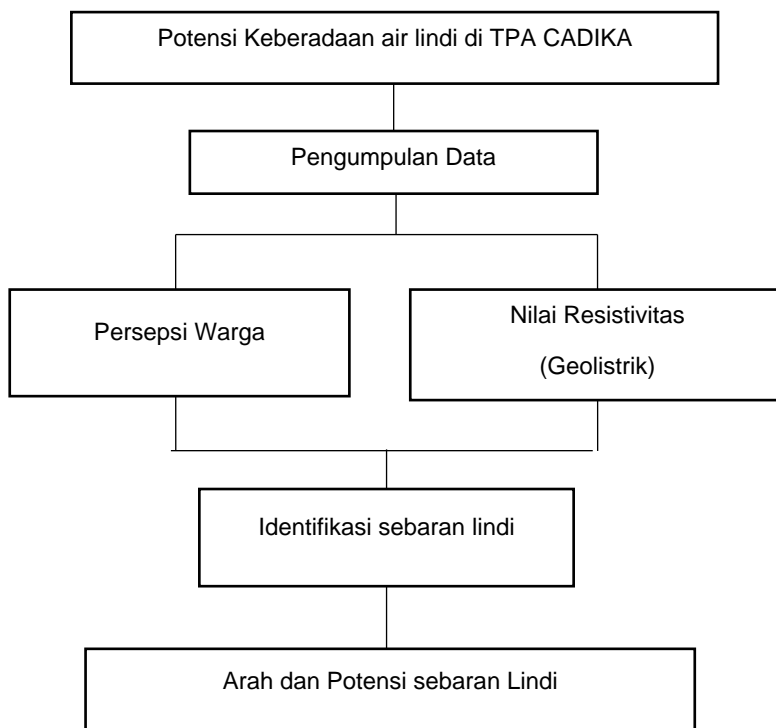 Potensi Keberadaan air lindi di TPA CADIKA
Pengumpulan Data
Persepsi Warga
Nilai Resistivitas
(Geolistrik)
Identifikasi sebaran lindi
Arah dan Potensi sebaran Lindi